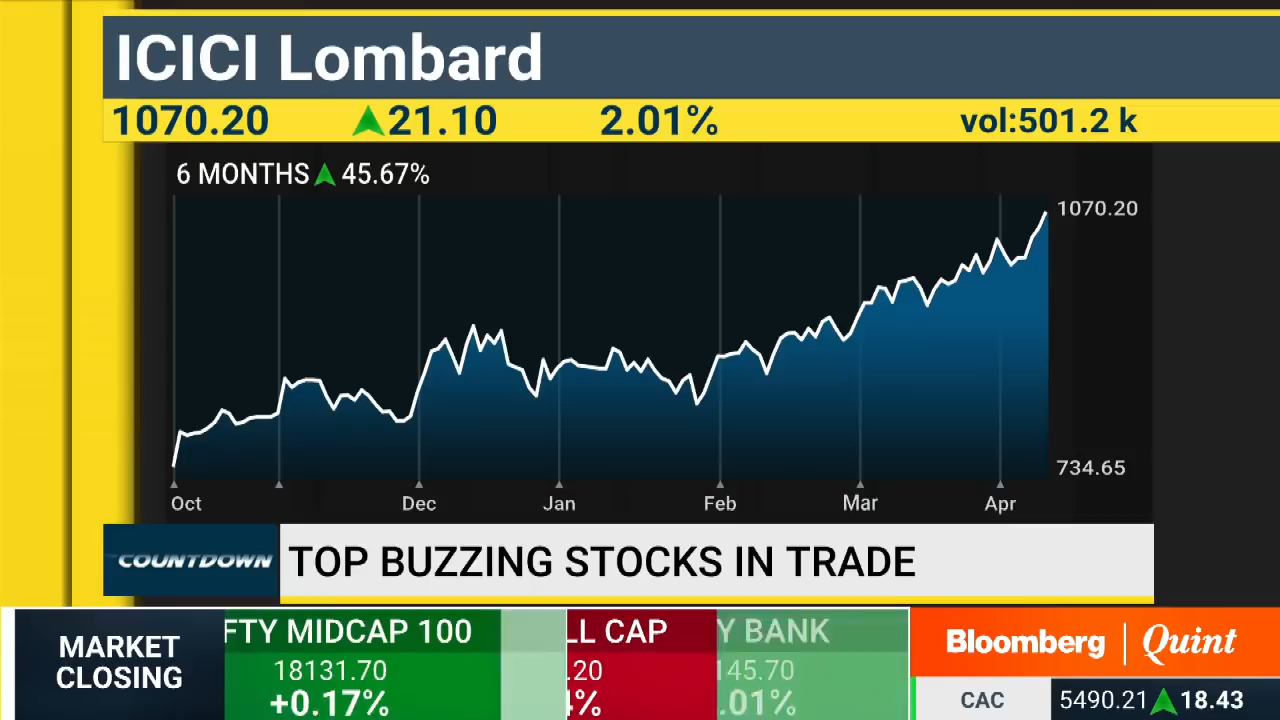 ICICI Lombard
1070.20 21.10 2.01% vol:501.2 k
6 MONTHS 45.67%
1070.20
734.65
Oct Dec Jan Feb Mar Apr
COUNTDOWN
TOP BUZZING STOCKS IN TRADE
MARKET
CLOSING
FTY MIDCAP 100
18131.70
+0.17%
LL CAP
.20
4%
Y BANK
145.70
.01%
Bloomberg | Quint
CAC 5490.21 18.43